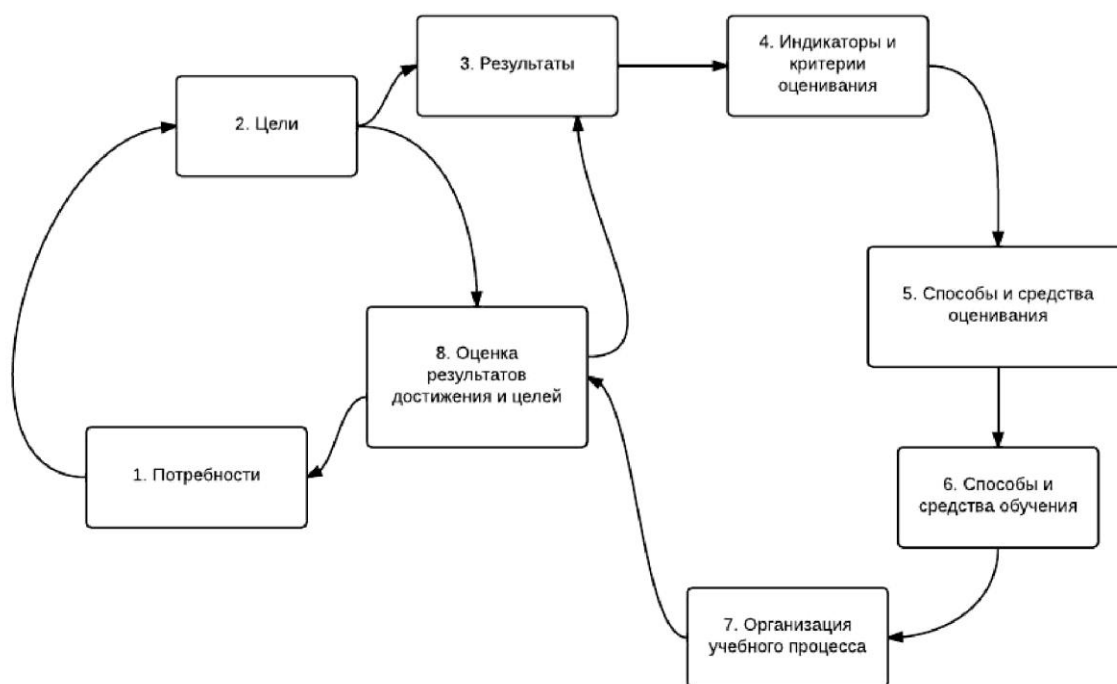 1. Потребности
2. Цели
3. Результаты
4. Индикаторы и
критерии
оценивания
5. Способы и средства
оценивания
6. Способы и
средства обучения
7. Организация
учебного процесса
8. Оценка
результатов
достижения и целей